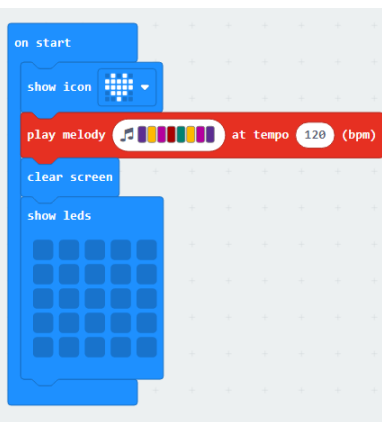 on start
show icon
play melody at tempo 120 (bpm)
clear screen
show leds